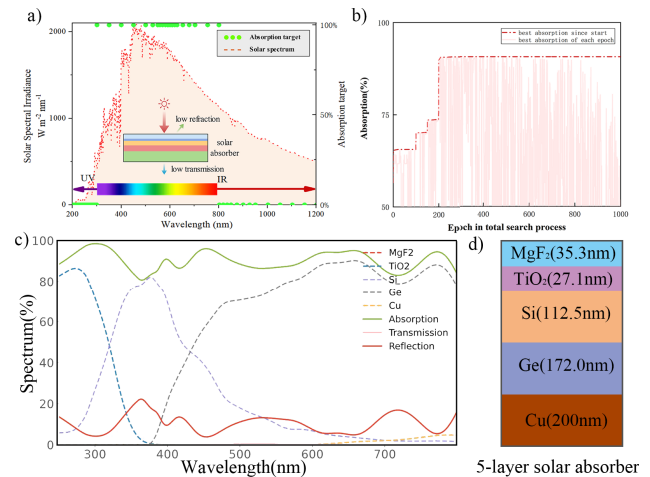 a)
Solar Spectral Irradiance
W m⁻² nm⁻¹
2000
1000
0
Absorption target
Solar spectrum
low refraction
solar
absorber
low transmission
UV
IR
200 400 600 800 1000 1200
Wavelength(nm)
100%
50%
0%
Absorption target
b)
Absorption(%)
100
75
50
best absorption since start
best absorption of each epoch
0 200 400 600 800 1000
Epoch in total search process
c)
Spectrum(%)
100
80
60
40
20
0
MgF2
TiO2
Si
Ge
Cu
Absorption
Transmission
Reflection
300 400 500 600 700
Wavelength(nm)
d)
MgF₂(35.3nm)
TiO₂(27.1nm)
Si(112.5nm)
Ge(172.0nm)
Cu(200nm)
5-layer solar absorber